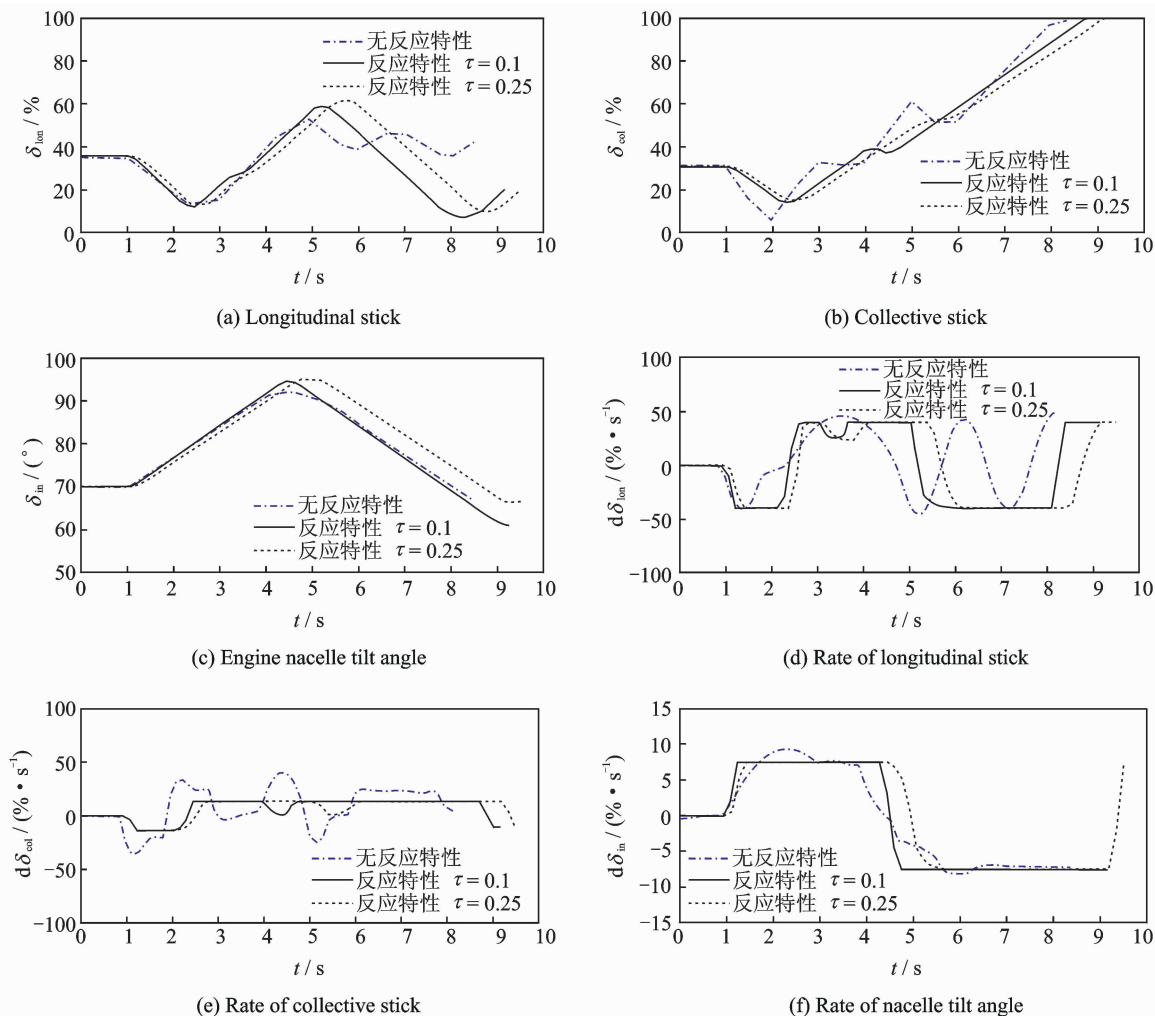 100
80
60
40
20
0
δlon / %
无反应特性
反应特性 τ = 0.1
反应特性 τ = 0.25
0 1 2 3 4 5 6 7 8 9 10
t / s
(a) Longitudinal stick
100
80
60
40
20
0
δcol / %
无反应特性
反应特性 τ = 0.1
反应特性 τ = 0.25
0 1 2 3 4 5 6 7 8 9 10
t / s
(b) Collective stick
100
90
80
70
60
50
δin / (°)
无反应特性
反应特性 τ = 0.1
反应特性 τ = 0.25
0 1 2 3 4 5 6 7 8 9 10
t / s
(c) Engine nacelle tilt angle
100
50
0
−50
−100
dδlon / (% • s⁻¹)
无反应特性
反应特性 τ = 0.1
反应特性 τ = 0.25
0 1 2 3 4 5 6 7 8 9 10
t / s
(d) Rate of longitudinal stick
100
50
0
−50
−100
dδcol / (% • s⁻¹)
无反应特性
反应特性 τ = 0.1
反应特性 τ = 0.25
0 1 2 3 4 5 6 7 8 9 10
t / s
(e) Rate of collective stick
15
10
5
0
−5
−10
−15
dδin / (% • s⁻¹)
无反应特性
反应特性 τ = 0.1
反应特性 τ = 0.25
0 1 2 3 4 5 6 7 8 9 10
t / s
(f) Rate of nacelle tilt angle